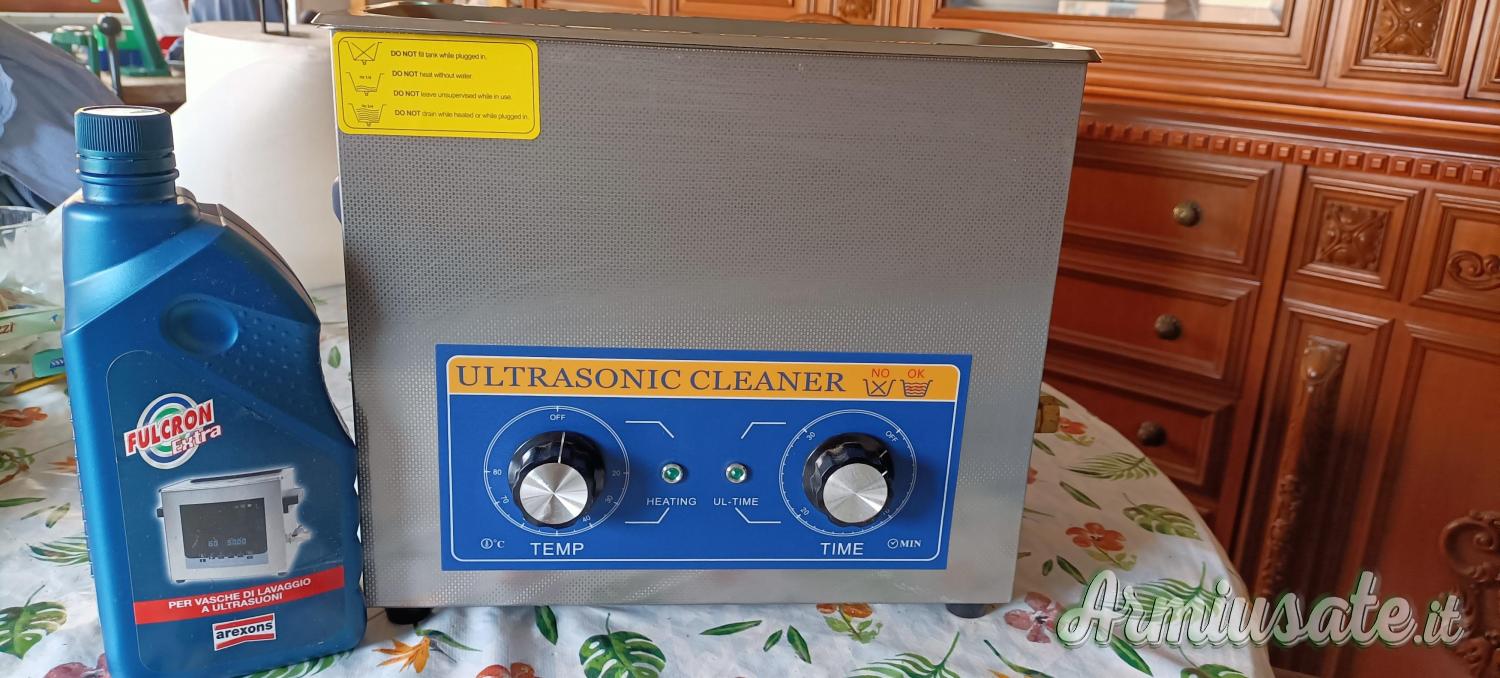 DO NOT fill tank while plugged in.
DO NOT heat without water.
DO NOT leave unsupervised while in use.
DO NOT drain while heated or while plugged in.
ULTRASONIC CLEANER
NO OK
OFF
80
70
20
30
40
°C
TEMP
HEATING
UL-TIME
30
OFF
20
TIME
MIN
FULCRON
Extra
PER VASCHE DI LAVAGGIO
A ULTRASUONI
arexons
Armiusate.it